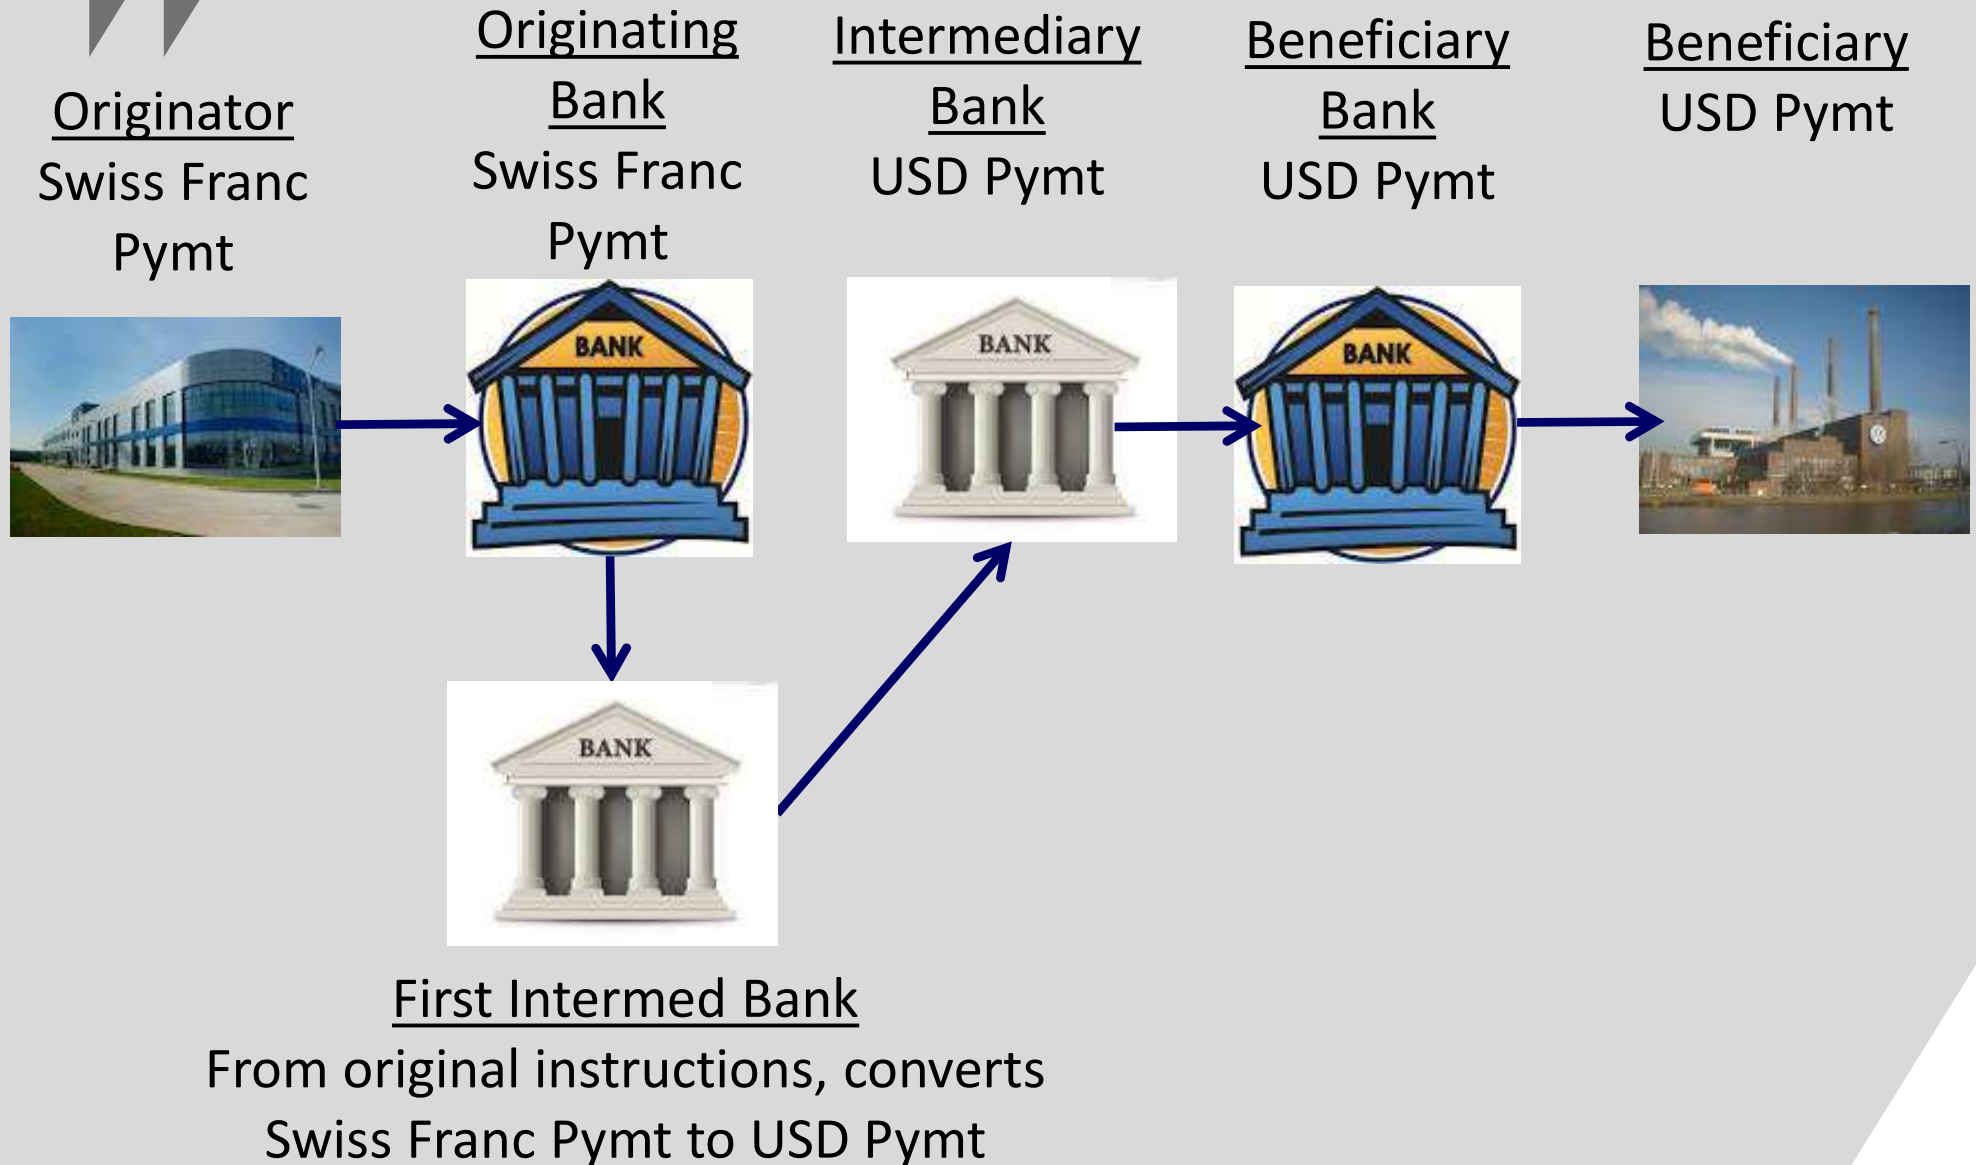 Originator
Swiss Franc
Pymt
Originating
Bank
Swiss Franc
Pymt
Intermediary
Bank
USD Pymt
Beneficiary
Bank
USD Pymt
Beneficiary
USD Pymt
BANK
BANK
BANK
BANK
First Intermed Bank
From original instructions, converts
Swiss Franc Pymt to USD Pymt